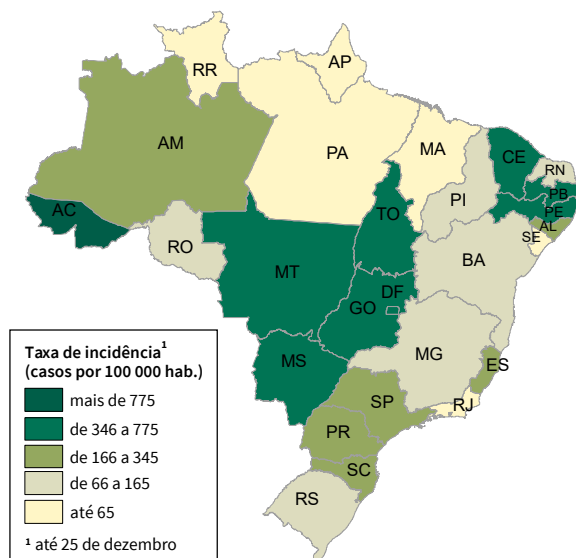 RR
AP
AM
PA
MA
CE
RN
PB
PE
AL
SE
PI
AC
TO
RO
BA
MT
DF
GO
MG
MS
ES
SP
RJ
PR
SC
RS
Taxa de incidência¹
(casos por 100 000 hab.)
mais de 775
de 346 a 775
de 166 a 345
de 66 a 165
até 65
¹ até 25 de dezembro